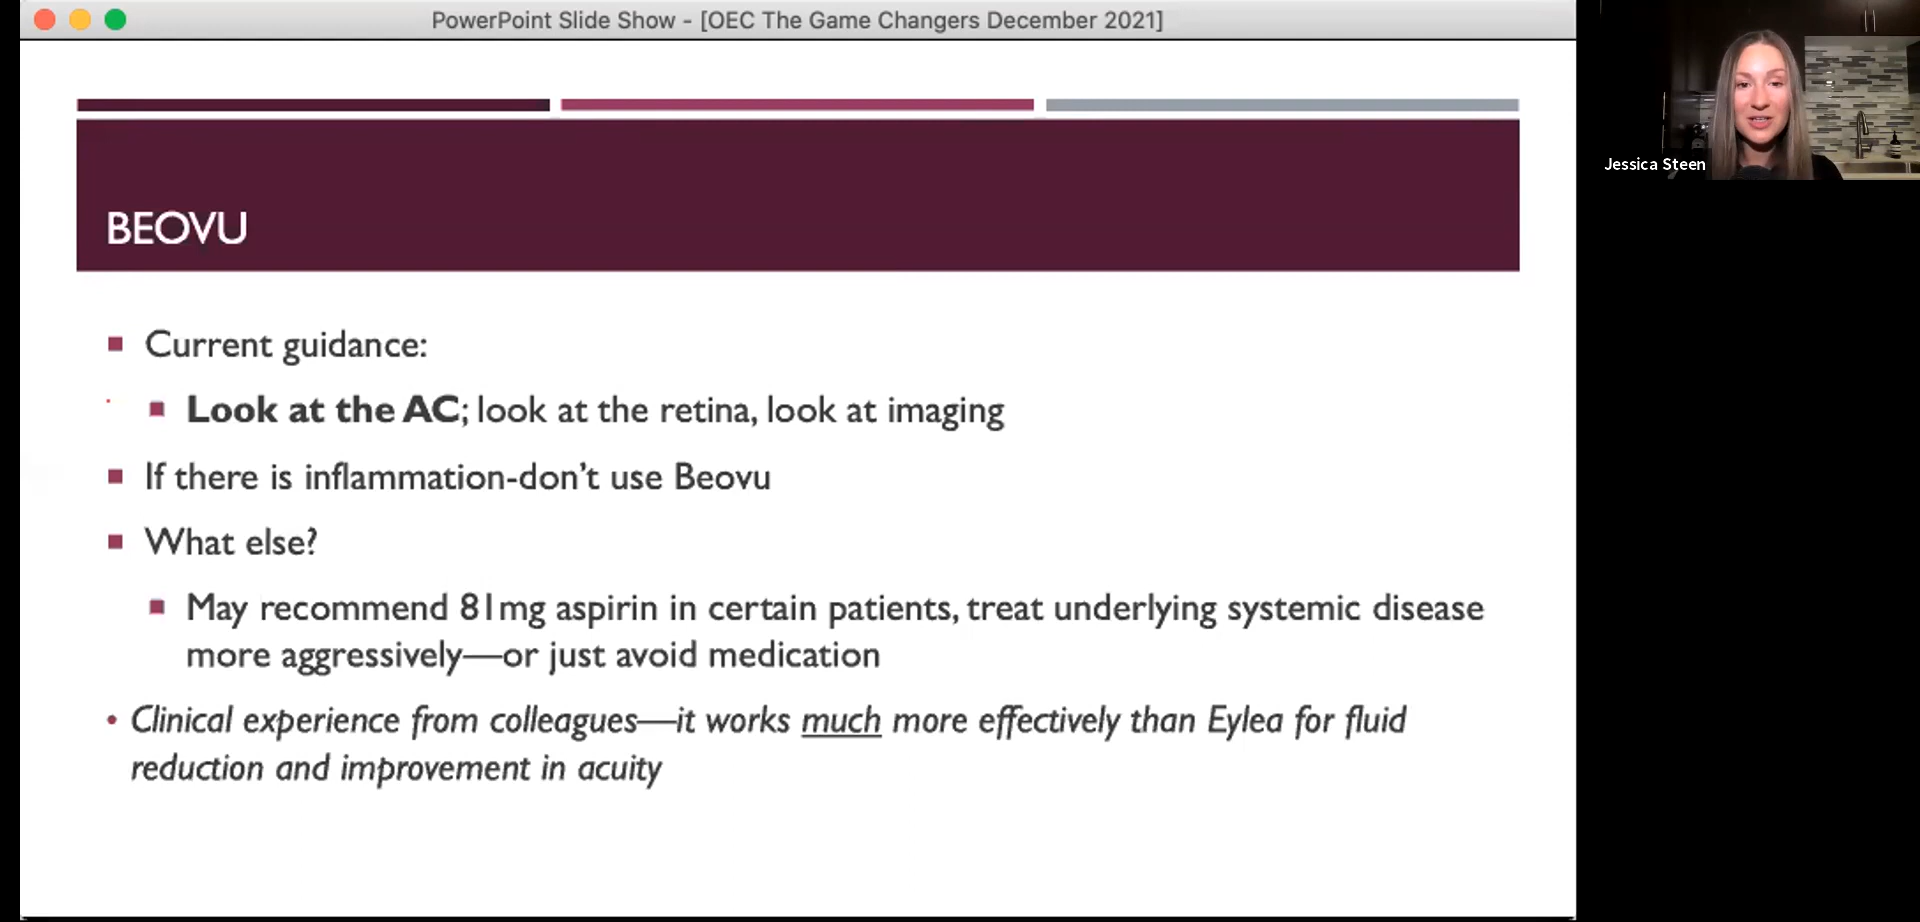 PowerPoint Slide Show - [OEC The Game Changers December 2021]
Jessica Steen
BEOVU
Current guidance:
Look at the AC; look at the retina, look at imaging
If there is inflammation-don't use Beovu
What else?
May recommend 81mg aspirin in certain patients, treat underlying systemic disease
more aggressively—or just avoid medication
Clinical experience from colleagues—it works much more effectively than Eylea for fluid
reduction and improvement in acuity